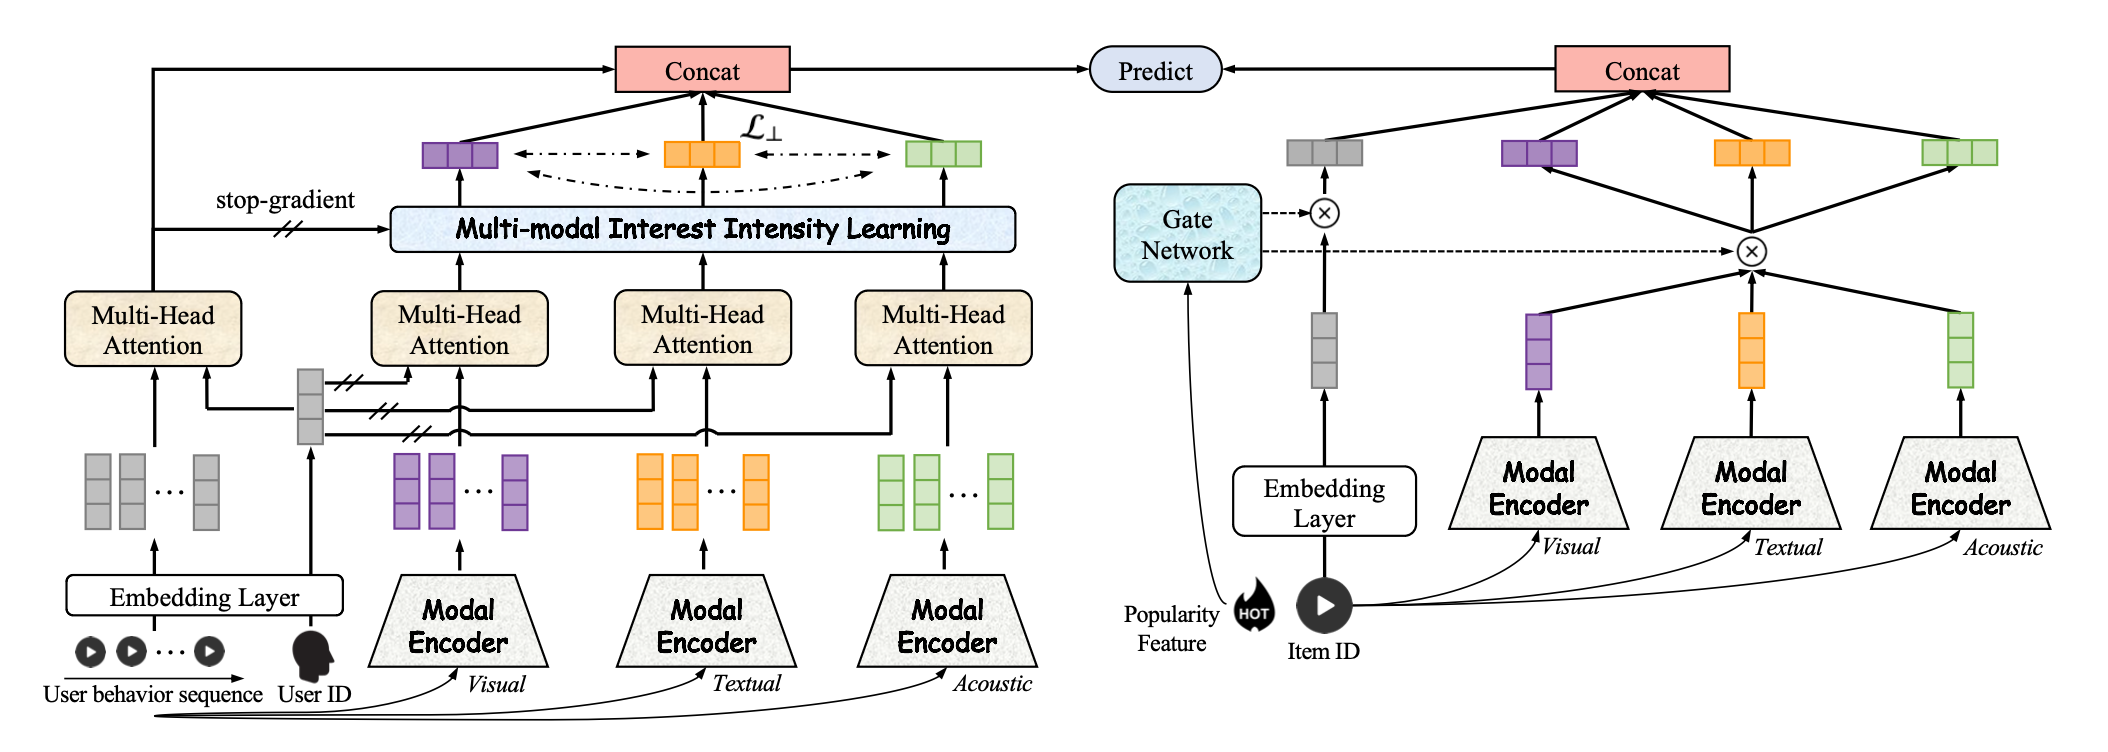 Concat
Predict
Concat
ℒ⊥
stop-gradient
Multi-modal Interest Intensity Learning
Gate
Network
Multi-Head
Attention
Multi-Head
Attention
Multi-Head
Attention
Multi-Head
Attention
...
...
...
...
Embedding Layer
Modal
Encoder
Modal
Encoder
Modal
Encoder
...
User behavior sequence
User ID
Visual
Textual
Acoustic
Embedding
Layer
Modal
Encoder
Modal
Encoder
Modal
Encoder
Visual
Textual
Acoustic
Popularity
Feature
HOT
Item ID